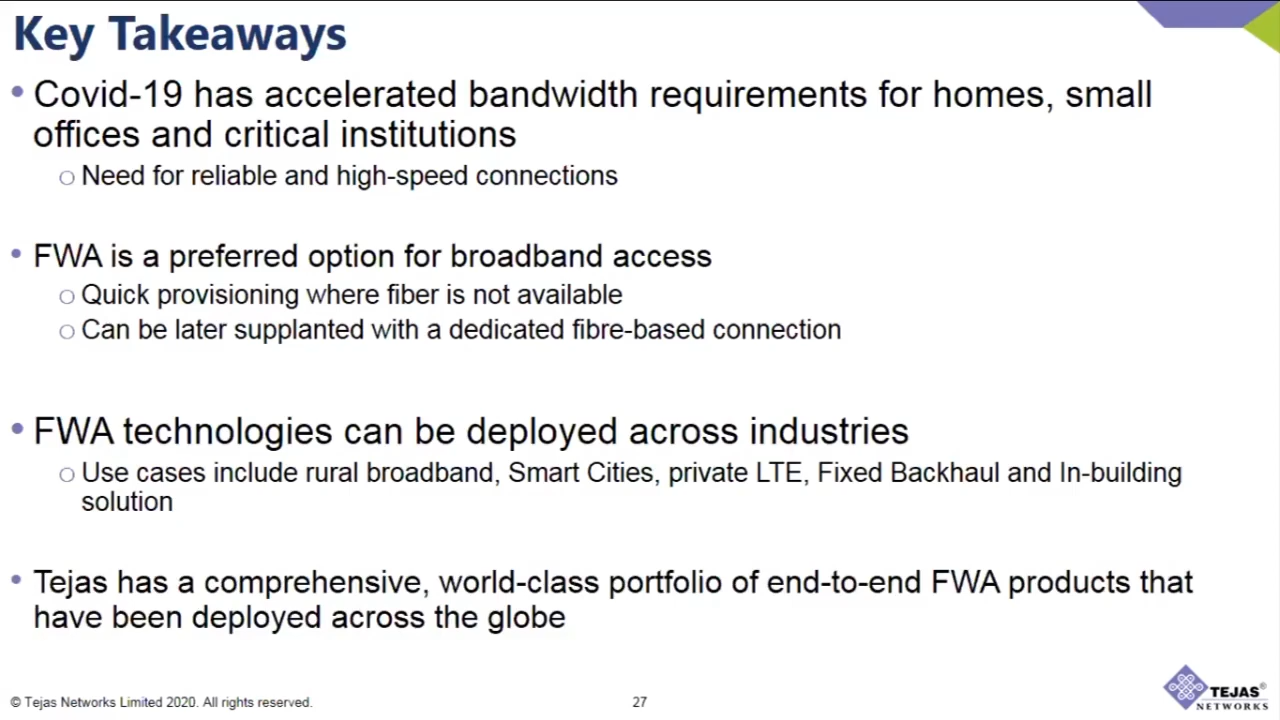 Key Takeaways
• Covid-19 has accelerated bandwidth requirements for homes, small
offices and critical institutions
o Need for reliable and high-speed connections
• FWA is a preferred option for broadband access
o Quick provisioning where fiber is not available
o Can be later supplanted with a dedicated fibre-based connection
• FWA technologies can be deployed across industries
o Use cases include rural broadband, Smart Cities, private LTE, Fixed Backhaul and In-building
solution
• Tejas has a comprehensive, world-class portfolio of end-to-end FWA products that
have been deployed across the globe
© Tejas Networks Limited 2020. All rights reserved.
27
TEJAS®
NETWORKS